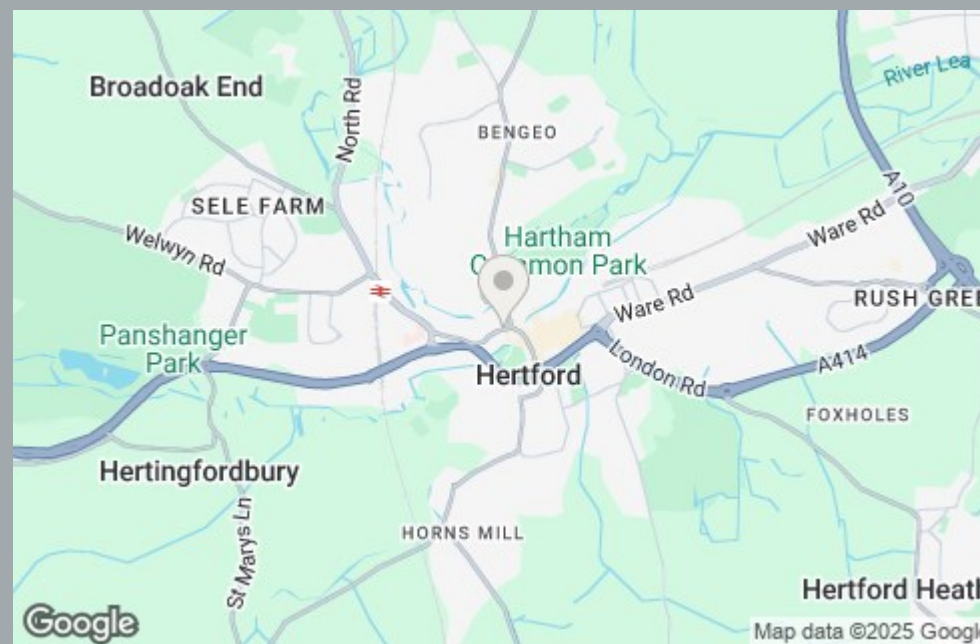 Broadoak End
North Rd
BENGEO
River Lea
A10
SELE FARM
Ware Rd
Welwyn Rd
Hartham
Common Park
Ware Rd
RUSH GREE
Panshanger
Park
London Rd
A414
Hertford
FOXHOLES
Hertingfordbury
St Marys Ln
HORNS MILL
Hertford Heath
Google
Map data ©2025 Google